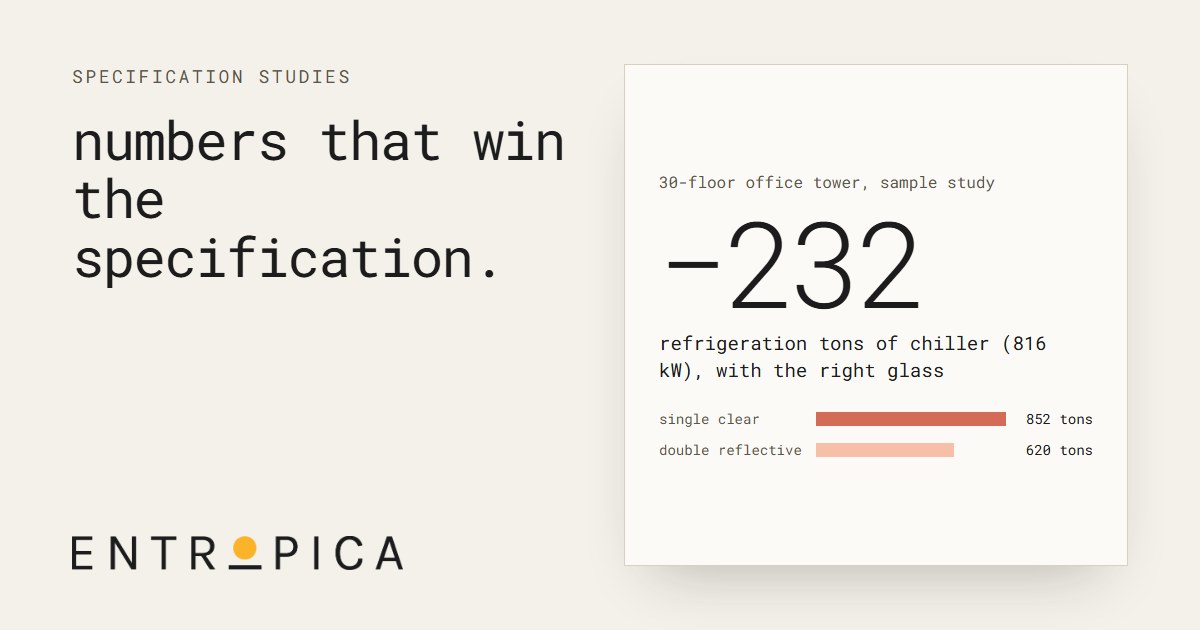 SPECIFICATION STUDIES
numbers that win
the
specification.
30-floor office tower, sample study
−232
refrigeration tons of chiller (816
kW), with the right glass
single clear 852 tons
double reflective 620 tons
ENTROPICA